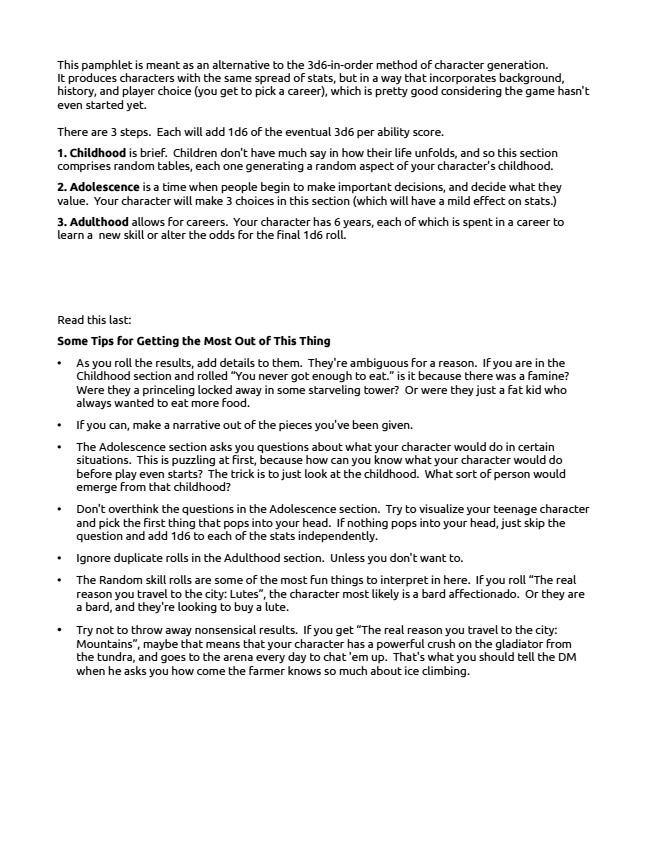 This pamphlet is meant as an alternative to the 3d6-in-order method of character generation.
It produces characters with the same spread of stats, but in a way that incorporates background,
history, and player choice (you get to pick a career), which is pretty good considering the game hasn't
even started yet.
There are 3 steps.  Each will add 1d6 of the eventual 3d6 per ability score.
1. Childhood is brief.  Children don't have much say in how their life unfolds, and so this section
comprises random tables, each one generating a random aspect of your character's childhood.
2. Adolescence is a time when people begin to make important decisions, and decide what they
value.  Your character will make 3 choices in this section (which will have a mild effect on stats.)
3. Adulthood allows for careers.  Your character has 6 years, each of which is spent in a career to
learn a  new skill or alter the odds for the final 1d6 roll.
Read this last:
Some Tips for Getting the Most Out of This Thing
• As you roll the results, add details to them.  They're ambiguous for a reason.  If you are in the
Childhood section and rolled “You never got enough to eat.” is it because there was a famine?
Were they a princeling locked away in some starveling tower?  Or were they just a fat kid who
always wanted to eat more food.
• If you can, make a narrative out of the pieces you've been given.
• The Adolescence section asks you questions about what your character would do in certain
situations.  This is puzzling at first, because how can you know what your character would do
before play even starts?  The trick is to just look at the childhood.  What sort of person would
emerge from that childhood?
• Don't overthink the questions in the Adolescence section.  Try to visualize your teenage character
and pick the first thing that pops into your head.  If nothing pops into your head, just skip the
question and add 1d6 to each of the stats independently.
• Ignore duplicate rolls in the Adulthood section.  Unless you don't want to.
• The Random skill rolls are some of the most fun things to interpret in here.  If you roll “The real
reason you travel to the city: Lutes”, the character most likely is a bard affectionado.  Or they are
a bard, and they're looking to buy a lute.
• Try not to throw away nonsensical results.  If you get “The real reason you travel to the city:
Mountains”, maybe that means that your character has a powerful crush on the gladiator from
the tundra, and goes to the arena every day to chat 'em up.  That's what you should tell the DM
when he asks you how come the farmer knows so much about ice climbing.